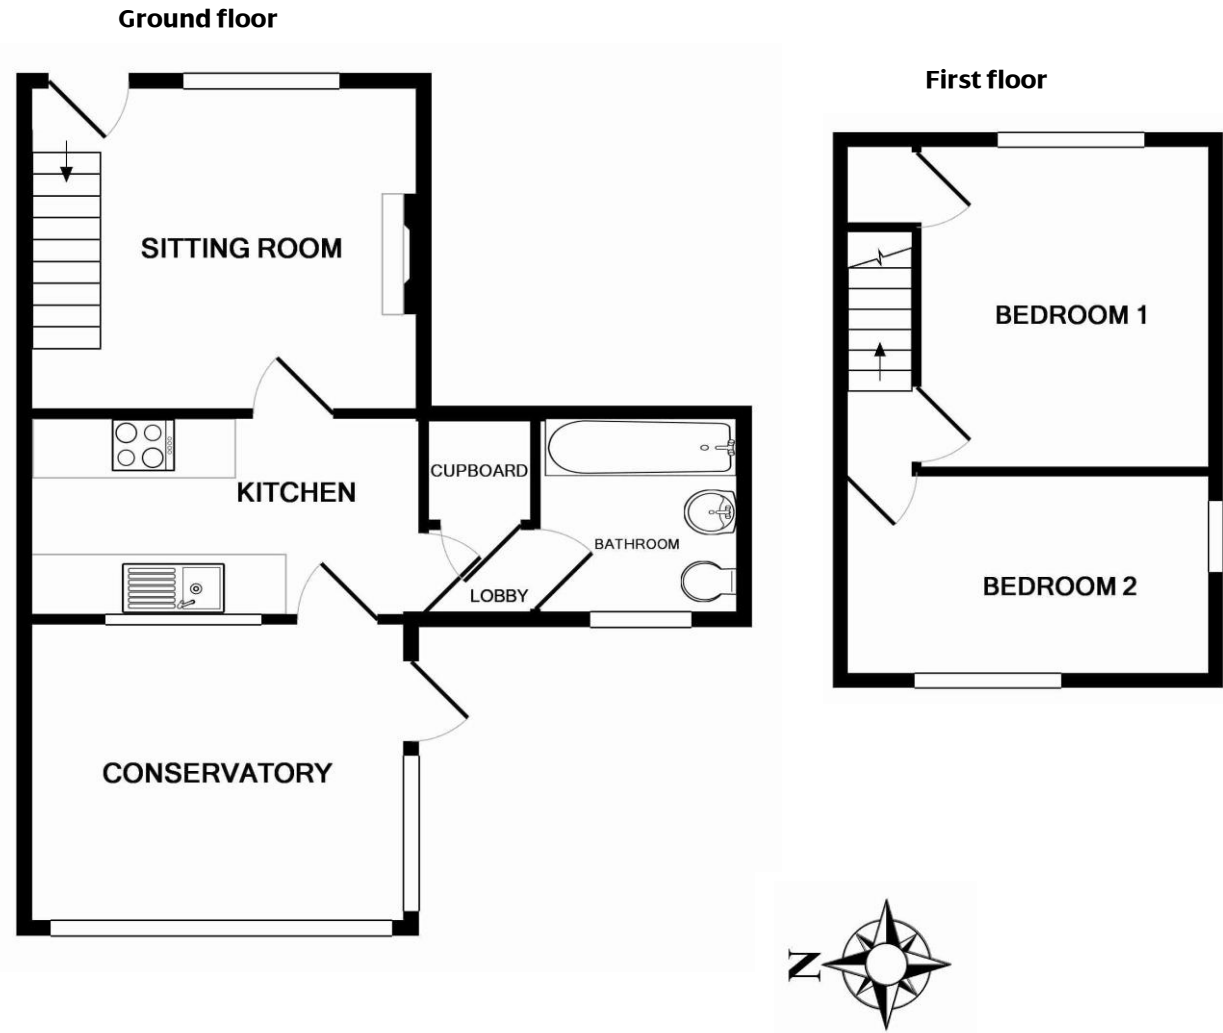 Ground floor
First floor
SITTING ROOM
BEDROOM 1
CUPBOARD
KITCHEN
BATHROOM
LOBBY
BEDROOM 2
CONSERVATORY
N